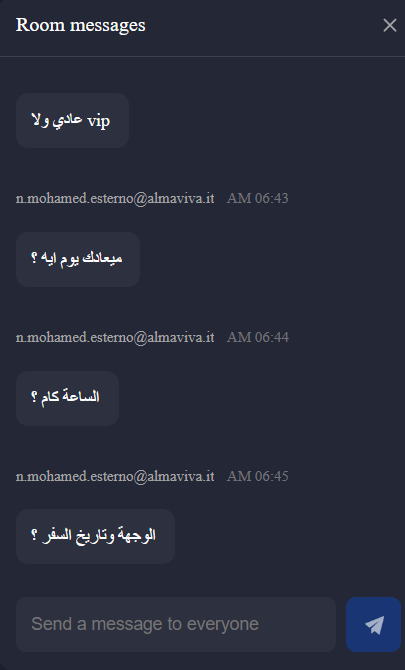 Room messages
عادي ولا vip
n.mohamed.esterno@almaviva.it AM 06:43
ميعادك يوم ايه ؟
n.mohamed.esterno@almaviva.it AM 06:44
الساعة كام ؟
n.mohamed.esterno@almaviva.it AM 06:45
الوجهة وتاريخ السفر ؟
Send a message to everyone